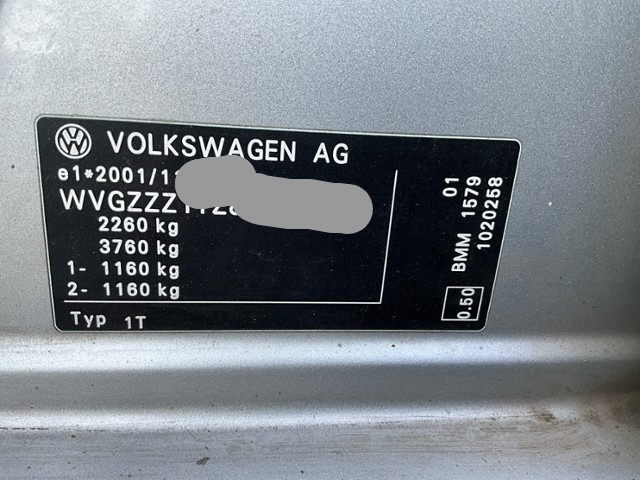 VOLKSWAGEN AG
e1*2001/1
WVGZZZ1
2260 kg
3760 kg
1- 1160 kg
2- 1160 kg
Typ 1T
0.50
BMM 1579
01
1020258